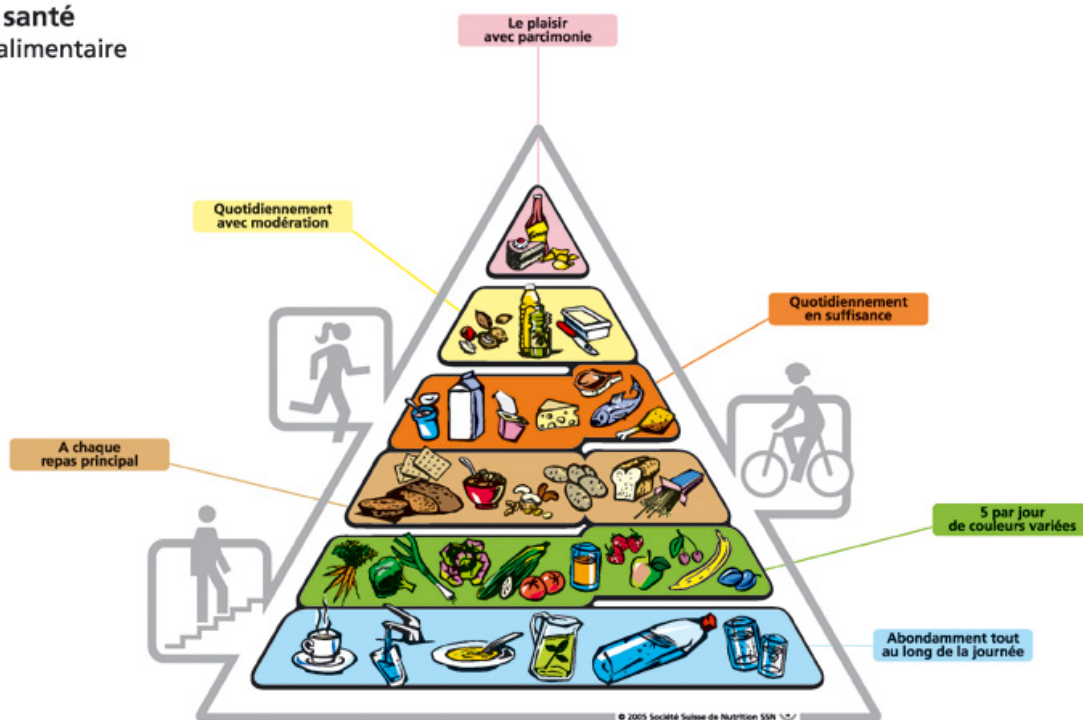 santé
alimentaire
Le plaisir
avec parcimonie
Quotidiennement
avec modération
Quotidiennement
en suffisance
A chaque
repas principal
5 par jour
de couleurs variées
Abondamment tout
au long de la journée
© 2005 Société Suisse de Nutrition SSN